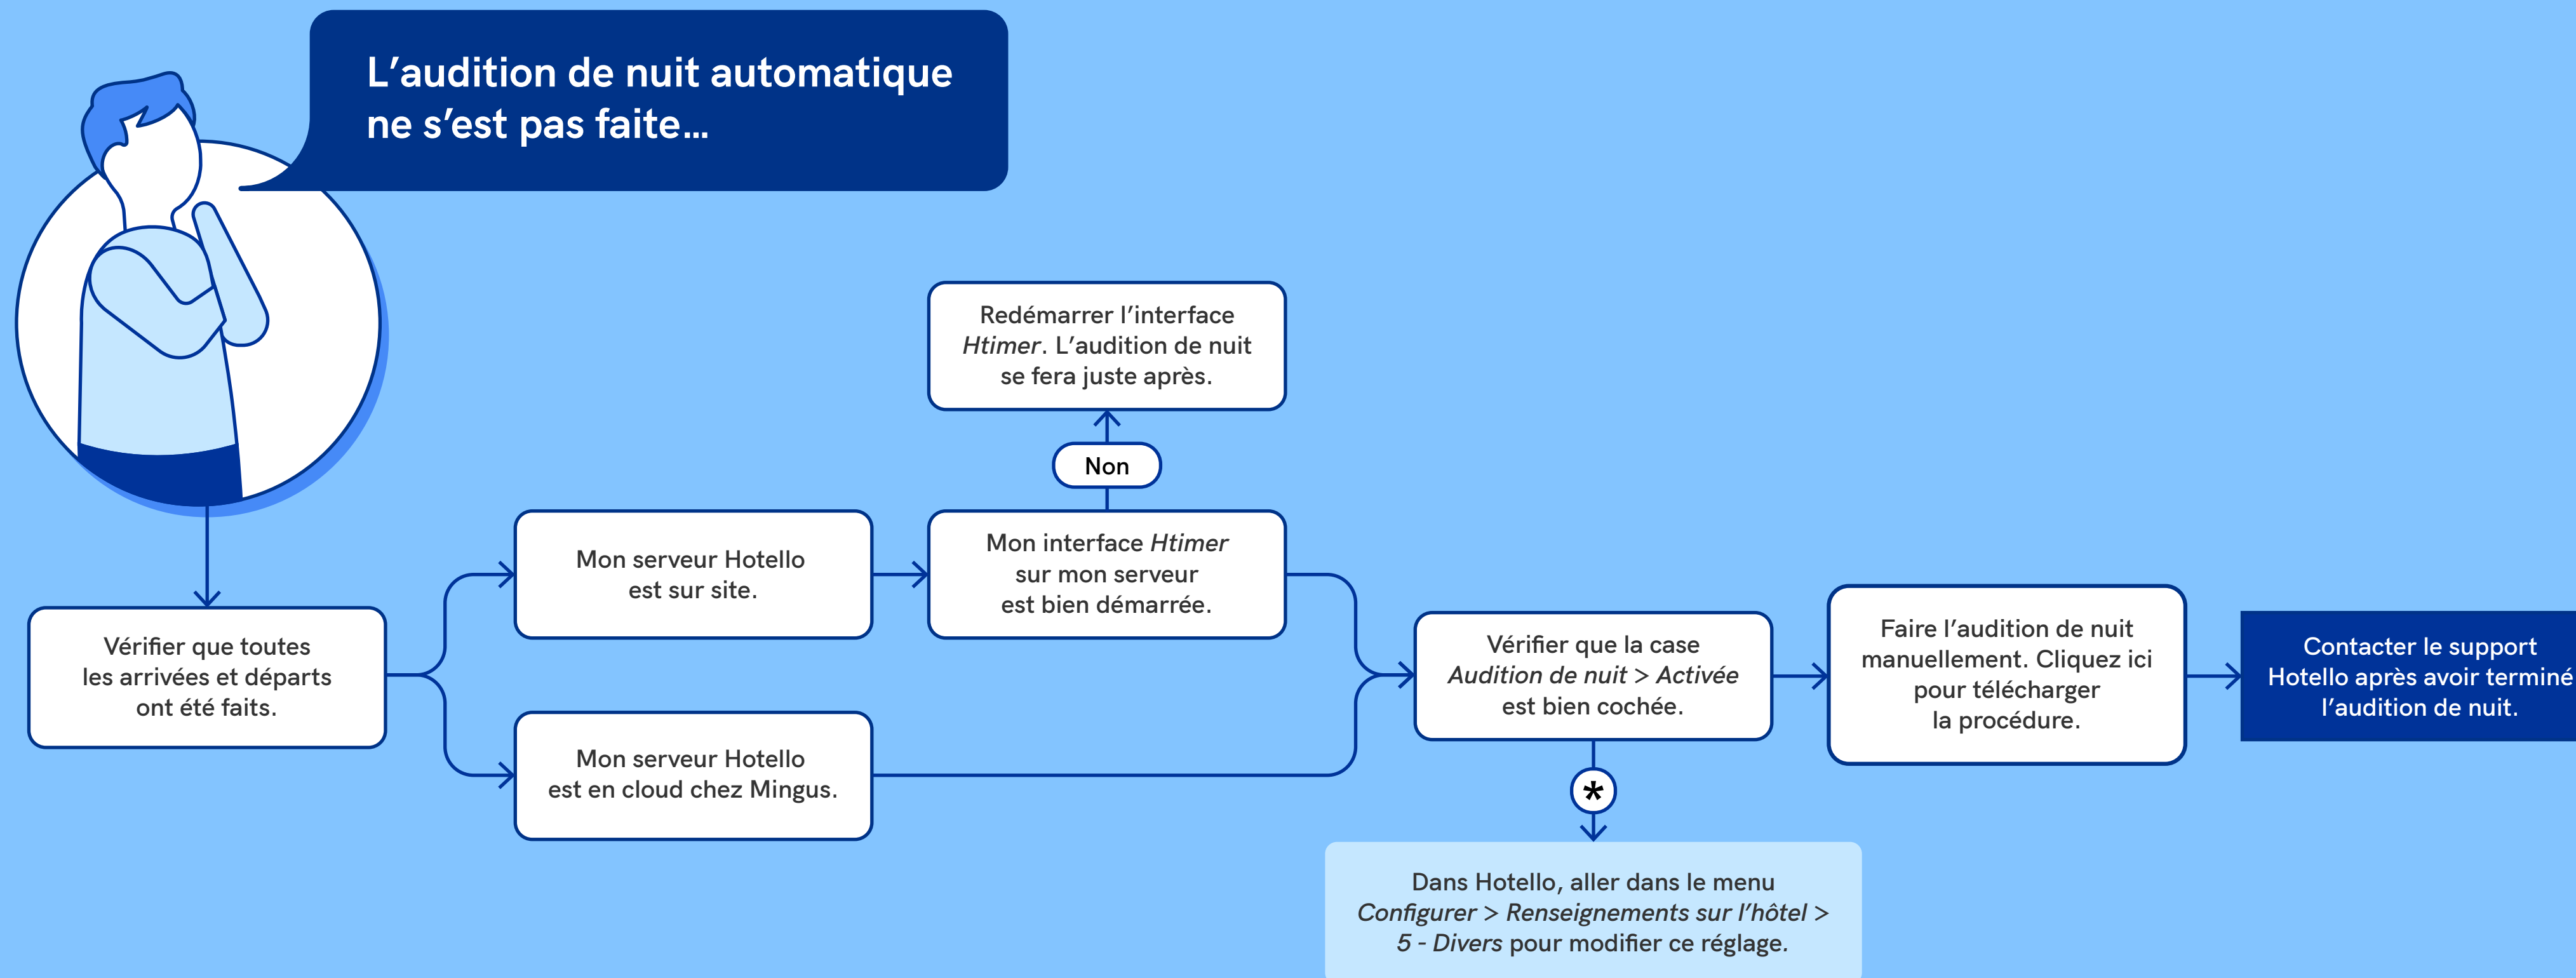 L’audition de nuit automatique
ne s’est pas faite...
Redémarrer l’interface
Htimer. L’audition de nuit
se fera juste après.
Non
Mon serveur Hotello
est sur site.
Mon interface Htimer
sur mon serveur
est bien démarrée.
Vérifier que toutes
les arrivées et départs
ont été faits.
Mon serveur Hotello
est en cloud chez Mingus.
Vérifier que la case
Audition de nuit > Activée
est bien cochée.
Faire l’audition de nuit
manuellement. Cliquez ici
pour télécharger
la procédure.
Contacter le support
Hotello après avoir terminé
l’audition de nuit.
*
Dans Hotello, aller dans le menu
Configurer > Renseignements sur l’hôtel >
5 - Divers pour modifier ce réglage.